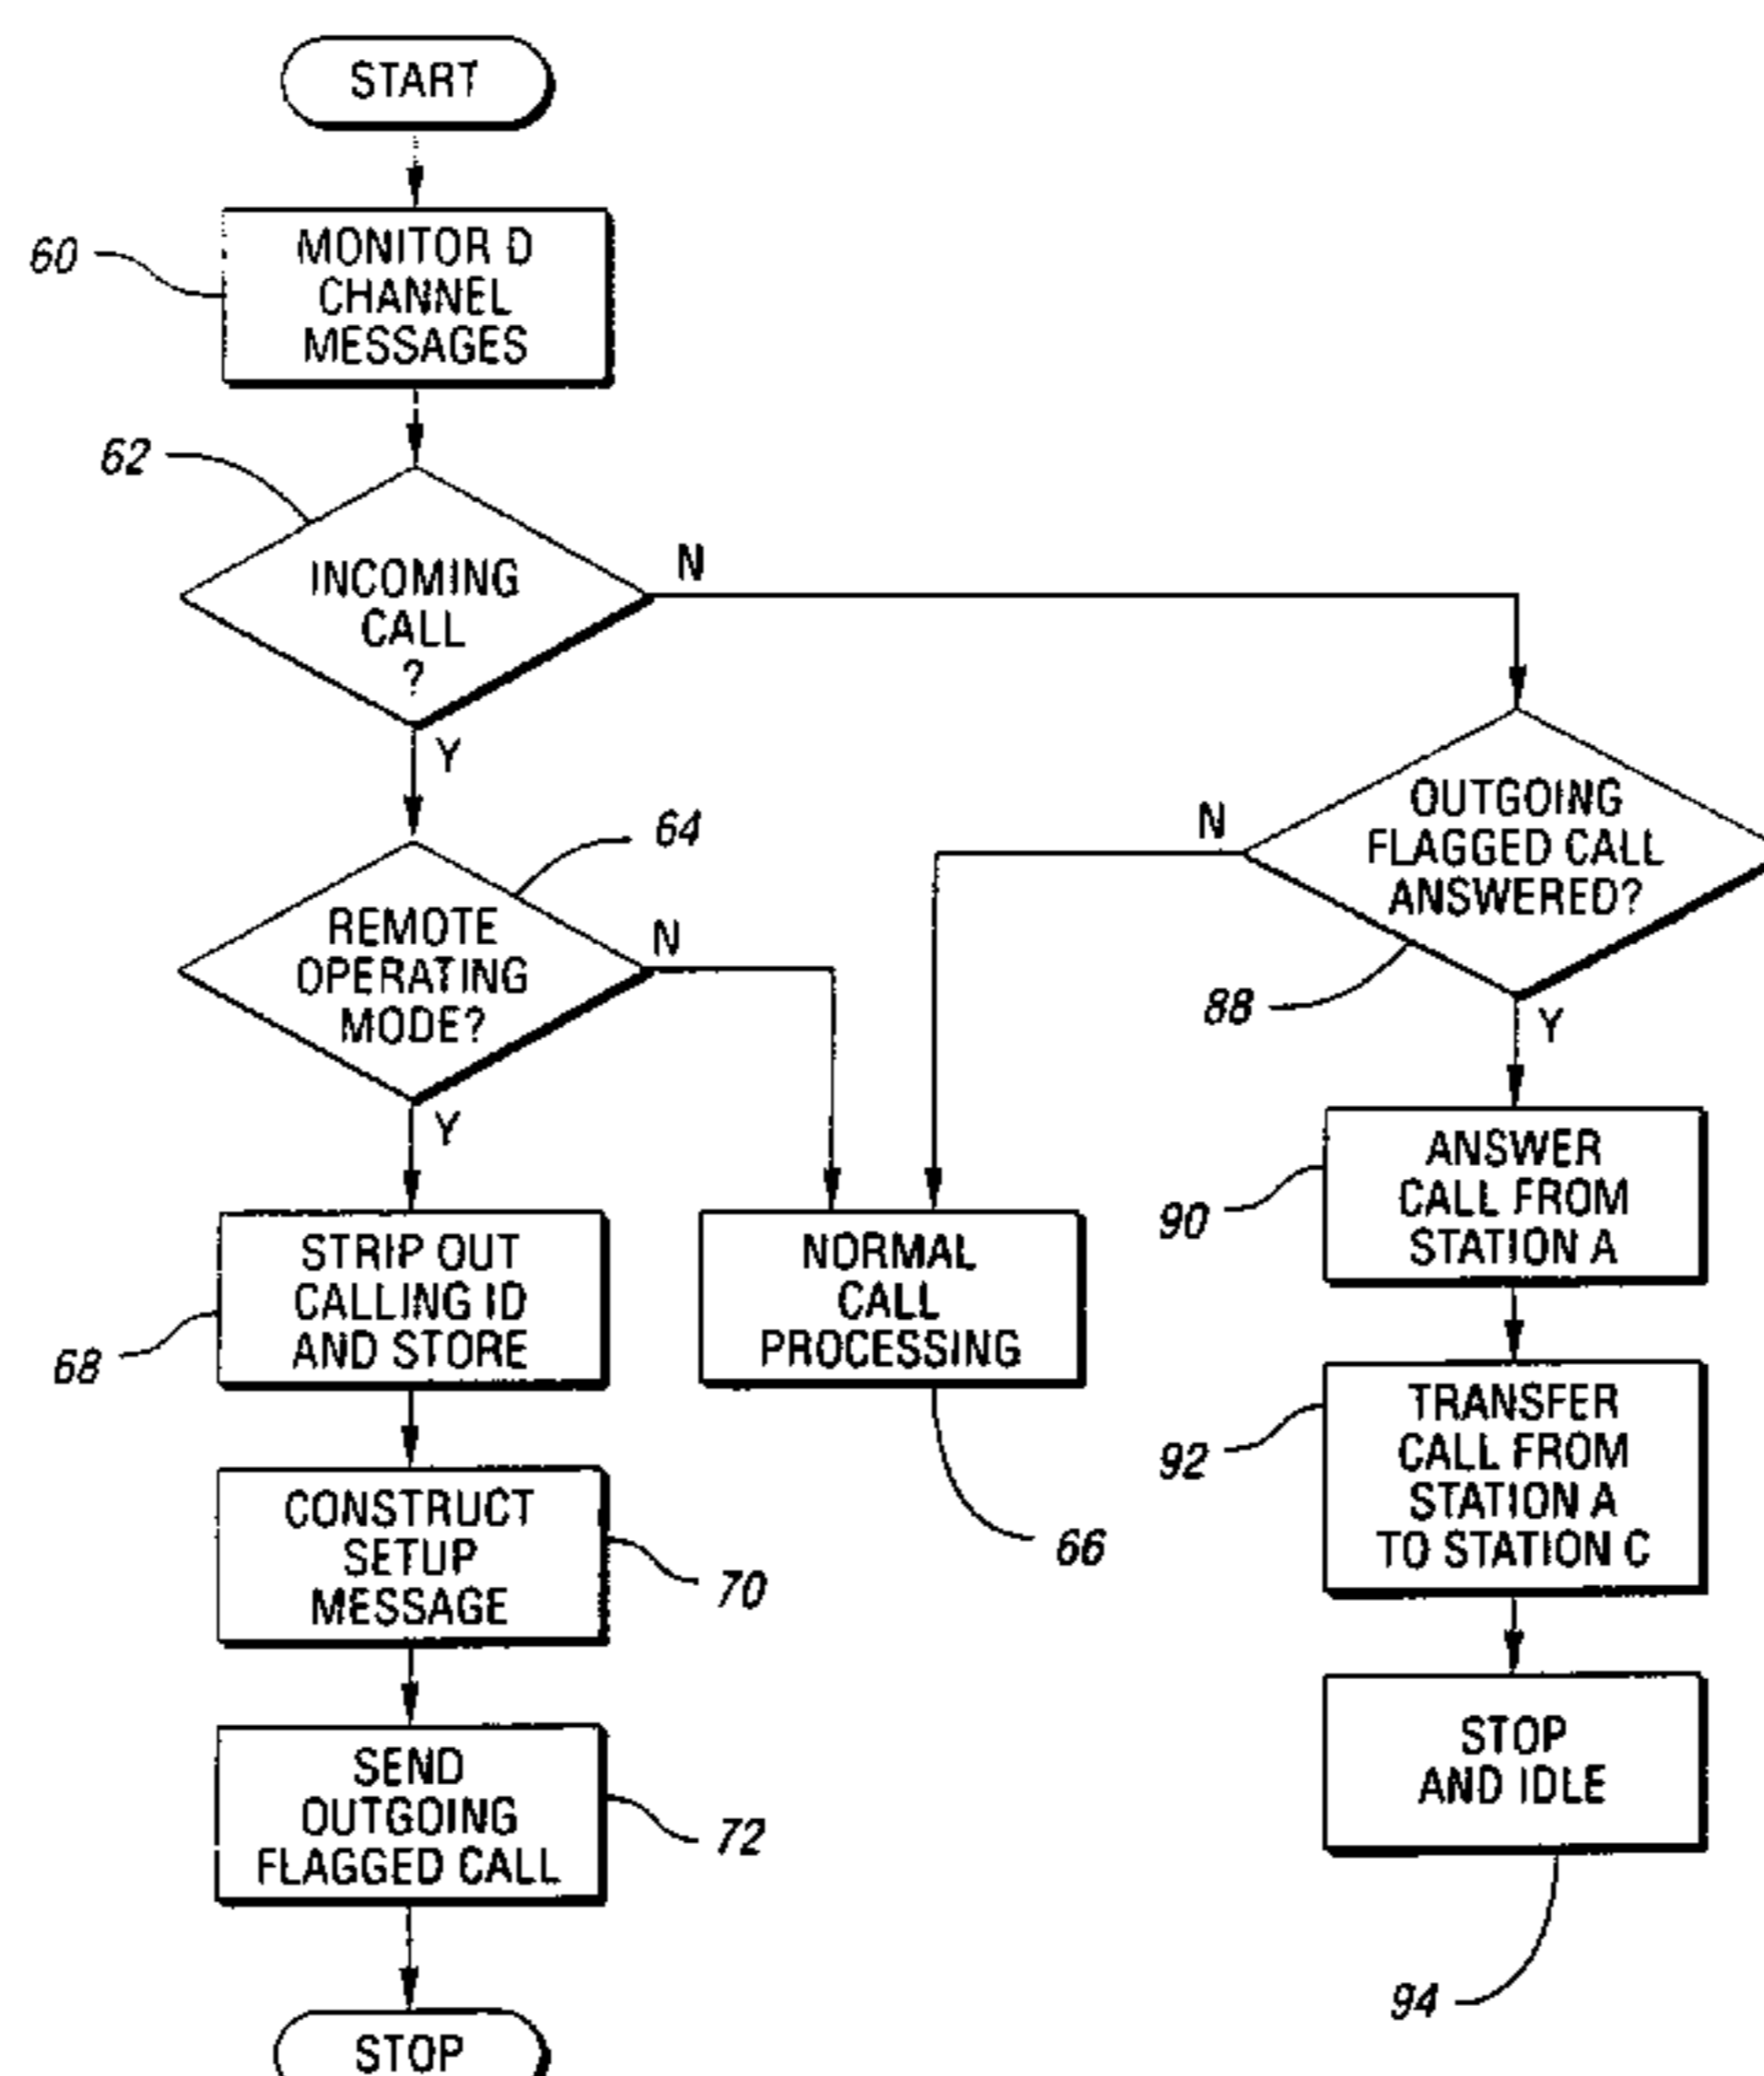 START
60
MONITOR D
CHANNEL
MESSAGES
62
INCOMING
CALL
?
N
Y
64
REMOTE
OPERATING
MODE?
N
Y
OUTGOING
FLAGGED CALL
ANSWERED?
N
88
Y
68
STRIP OUT
CALLING ID
AND STORE
NORMAL
CALL
PROCESSING
66
90
ANSWER
CALL FROM
STATION A
CONSTRUCT
SETUP
MESSAGE
70
92
TRANSFER
CALL FROM
STATION A
TO STATION C
SEND
OUTGOING
FLAGGED CALL
72
STOP
AND IDLE
94
STOP